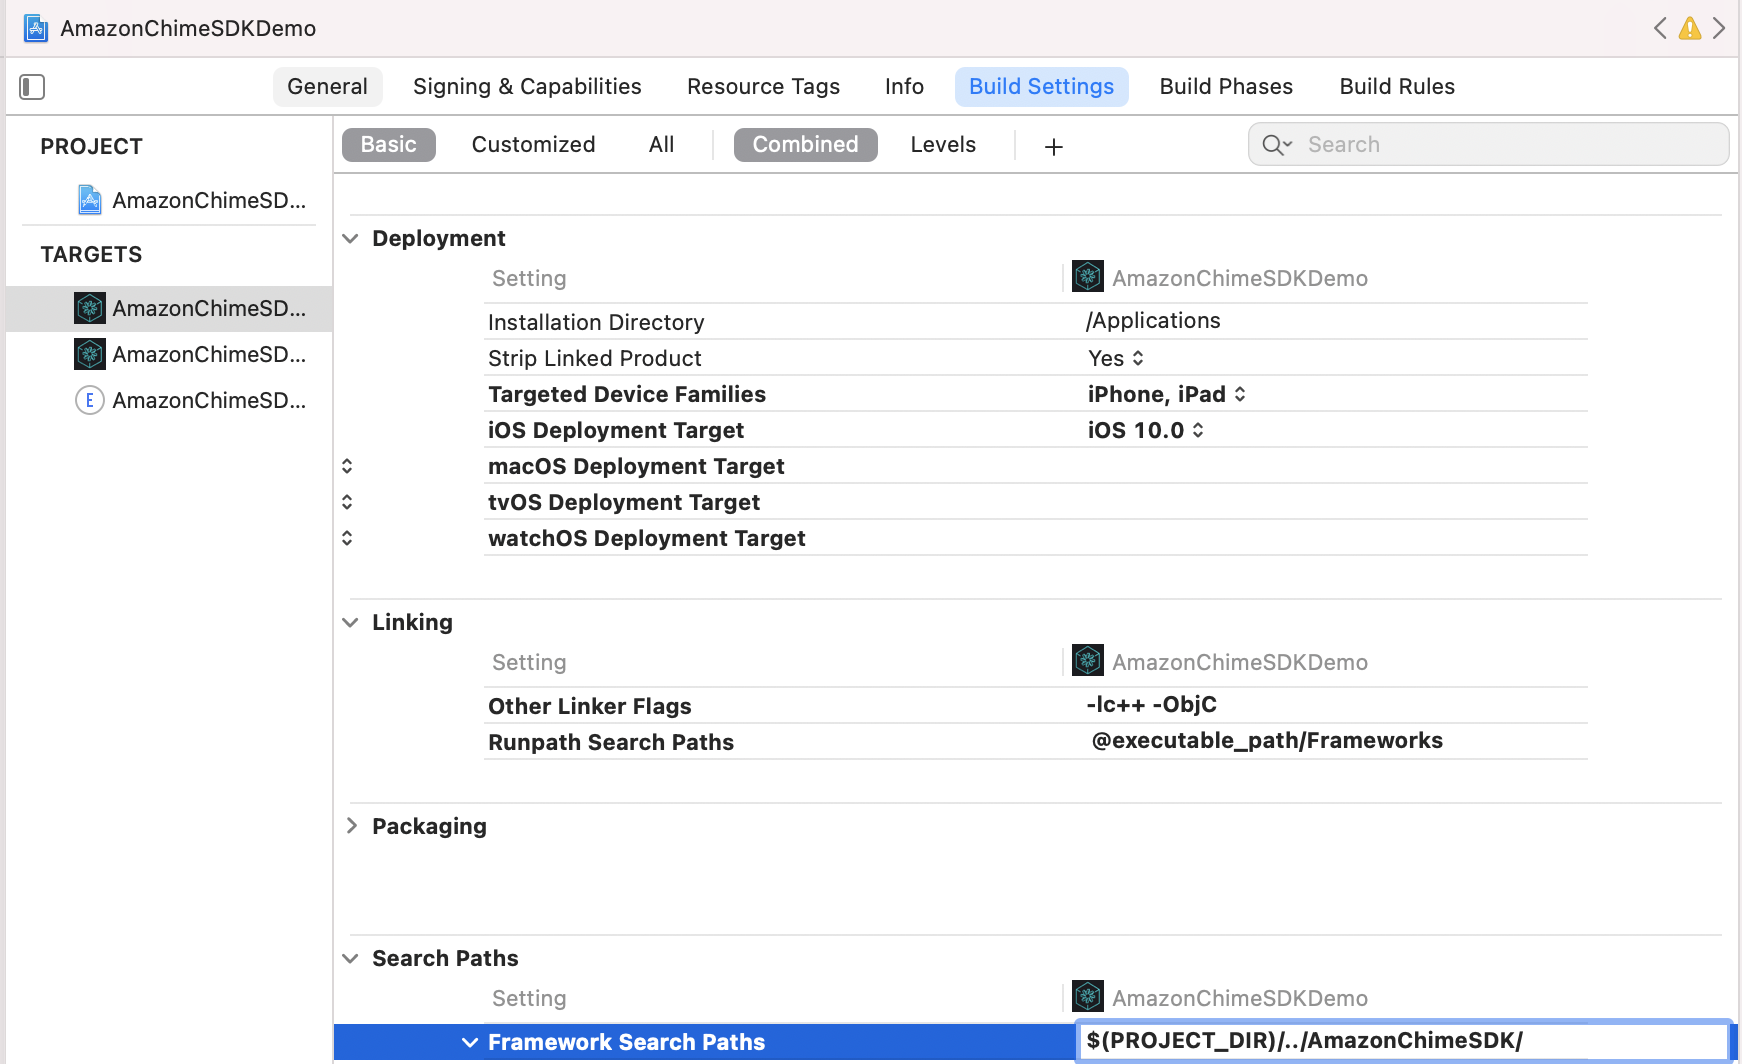 AmazonChimeSDKDemo
General Signing & Capabilities Resource Tags Info Build Settings Build Phases Build Rules
PROJECT
AmazonChimeSD...
TARGETS
AmazonChimeSD...
AmazonChimeSD...
E AmazonChimeSD...
Basic Customized All Combined Levels + Search
Deployment
Setting AmazonChimeSDKDemo
Installation Directory /Applications
Strip Linked Product Yes
Targeted Device Families iPhone, iPad
iOS Deployment Target iOS 10.0
macOS Deployment Target
tvOS Deployment Target
watchOS Deployment Target
Linking
Setting AmazonChimeSDKDemo
Other Linker Flags -lc++ -ObjC
Runpath Search Paths @executable_path/Frameworks
Packaging
Search Paths
Setting AmazonChimeSDKDemo
Framework Search Paths $(PROJECT_DIR)/../AmazonChimeSDK/